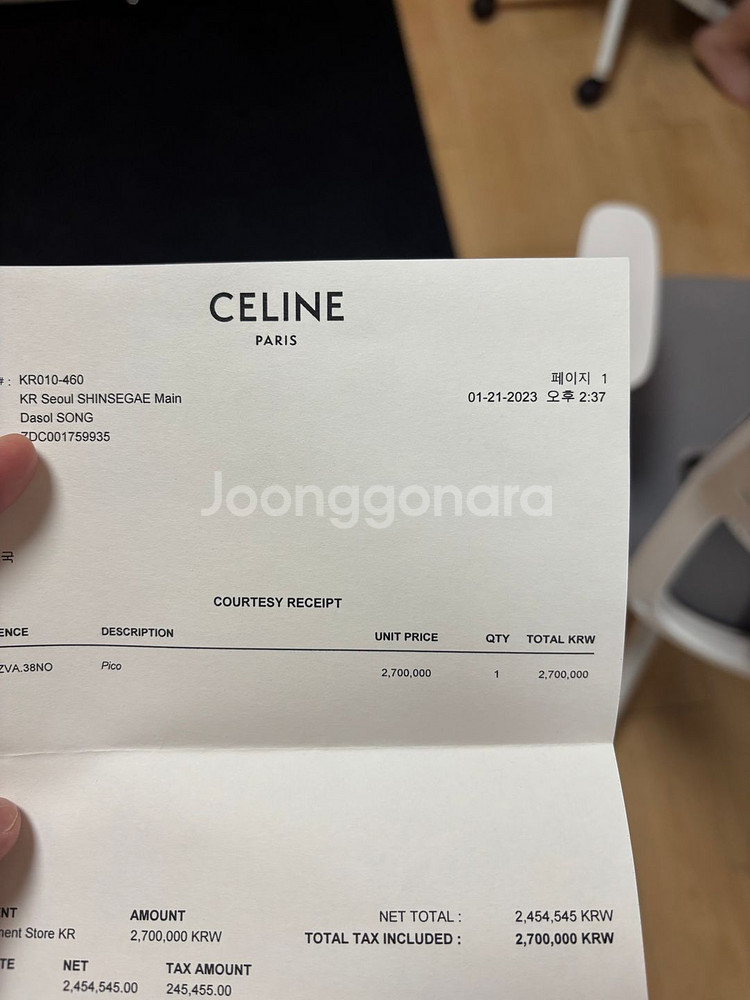 CELINE
PARIS
# : KR010-460
페이지 1
KR Seoul SHINSEGAE Main
01-21-2023 오후 2:37
Dasol SONG
ZDC001759935
Joonggonara
국
COURTESY RECEIPT
ENCE DESCRIPTION UNIT PRICE QTY TOTAL KRW
ZVA.38NO Pico 2,700,000 1 2,700,000
NT AMOUNT NET TOTAL : 2,454,545 KRW
ment Store KR 2,700,000 KRW TOTAL TAX INCLUDED : 2,700,000 KRW
TE NET TAX AMOUNT
2,454,545.00 245,455.00